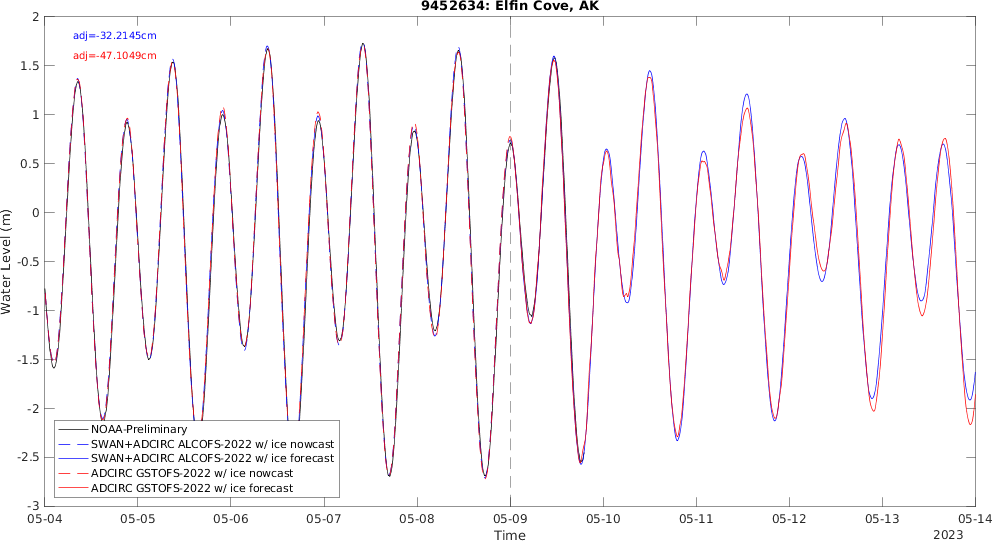 9452634: Elfin Cove, AK
adj=-32.2145cm
adj=-47.1049cm
Water Level (m)
2
1.5
1
0.5
0
-0.5
-1
-1.5
-2
-2.5
-3
NOAA-Preliminary
SWAN+ADCIRC ALCOFS-2022 w/ ice nowcast
SWAN+ADCIRC ALCOFS-2022 w/ ice forecast
ADCIRC GSTOFS-2022 w/ ice nowcast
ADCIRC GSTOFS-2022 w/ ice forecast
05-04 05-05 05-06 05-07 05-08 05-09 05-10 05-11 05-12 05-13 05-14
Time
2023